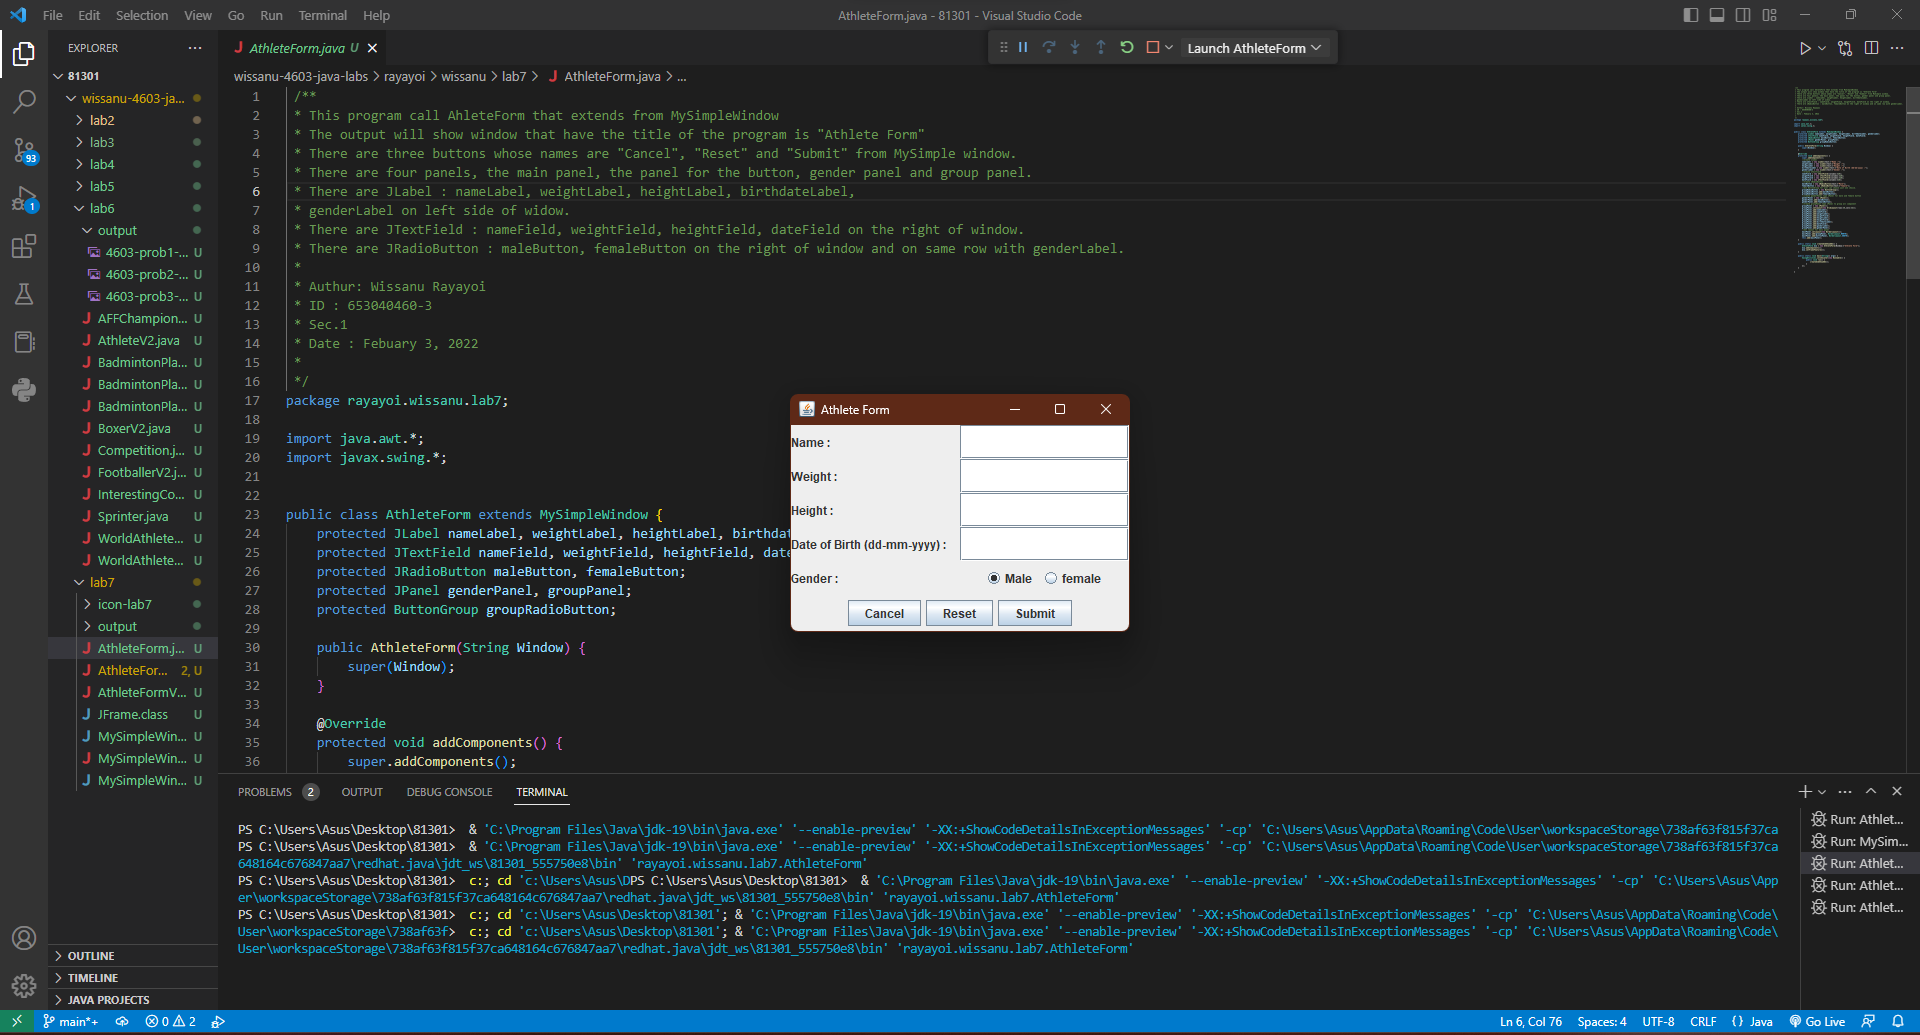 File Edit Selection View Go Run Terminal Help
AthleteForm.java - 81301 - Visual Studio Code
EXPLORER
81301
wissanu-4603-ja...
lab2
lab3
lab4
lab5
lab6
output
4603-prob1-... U
4603-prob2-... U
4603-prob3-... U
AFFChampion... U
AthleteV2.java U
BadmintonPla... U
BadmintonPla... U
BadmintonPla... U
BoxerV2.java U
Competition.j... U
FootballerV2.j... U
InterestingCo... U
Sprinter.java U
WorldAthlete... U
WorldAthlete... U
lab7
icon-lab7
output
AthleteForm.j... U
AthleteFor... 2, U
AthleteFormV... U
JFrame.class U
MySimpleWin... U
MySimpleWin... U
MySimpleWin... U
OUTLINE
TIMELINE
JAVA PROJECTS
93
1
AthleteForm.java U
Launch AthleteForm
wissanu-4603-java-labs > rayayoi > wissanu > lab7 > AthleteForm.java > ...
1 /**
2 * This program call AhleteForm that extends from MySimpleWindow
3 * The output will show window that have the title of the program is "Athlete Form"
4 * There are three buttons whose names are "Cancel", "Reset" and "Submit" from MySimple window.
5 * There are four panels, the main panel, the panel for the button, gender panel and group panel.
6 * There are JLabel : nameLabel, weightLabel, heightLabel, birthdateLabel,
7 * genderLabel on left side of widow.
8 * There are JTextField : nameField, weightField, heightField, dateField on the right of window.
9 * There are JRadioButton : maleButton, femaleButton on the right of window and on same row with genderLabel.
10 *
11 * Authur: Wissanu Rayayoi
12 * ID : 653040460-3
13 * Sec.1
14 * Date : Febuary 3, 2022
15 *
16 */
17 package rayayoi.wissanu.lab7;
18
19 import java.awt.*;
20 import javax.swing.*;
21
22
23 public class AthleteForm extends MySimpleWindow {
24 protected JLabel nameLabel, weightLabel, heightLabel, birthdat
25 protected JTextField nameField, weightField, heightField, date
26 protected JRadioButton maleButton, femaleButton;
27 protected JPanel genderPanel, groupPanel;
28 protected ButtonGroup groupRadioButton;
29
30 public AthleteForm(String Window) {
31 super(Window);
32 }
33
34 @Override
35 protected void addComponents() {
36 super.addComponents();
Athlete Form
Name :
Weight :
Height :
Date of Birth (dd-mm-yyyy) :
Gender : Male female
Cancel Reset Submit
PROBLEMS 2 OUTPUT DEBUG CONSOLE TERMINAL
PS C:\Users\Asus\Desktop\81301> & 'C:\Program Files\Java\jdk-19\bin\java.exe' '--enable-preview' '-XX:+ShowCodeDetailsInExceptionMessages' '-cp' 'C:\Users\Asus\AppData\Roaming\Code\User\workspaceStorage\738af63f815f37ca
PS C:\Users\Asus\Desktop\81301> & 'C:\Program Files\Java\jdk-19\bin\java.exe' '--enable-preview' '-XX:+ShowCodeDetailsInExceptionMessages' '-cp' 'C:\Users\Asus\AppData\Roaming\Code\User\workspaceStorage\738af63f815f37ca
648164c676847aa7\redhat.java\jdt_ws\81301_555750e8\bin' 'rayayoi.wissanu.lab7.AthleteForm'
PS C:\Users\Asus\Desktop\81301> c:; cd 'c:\Users\Asus\DPS C:\Users\Asus\Desktop\81301> & 'C:\Program Files\Java\jdk-19\bin\java.exe' '--enable-preview' '-XX:+ShowCodeDetailsInExceptionMessages' '-cp' 'C:\Users\Asus\App
er\workspaceStorage\738af63f815f37ca648164c676847aa7\redhat.java\jdt_ws\81301_555750e8\bin' 'rayayoi.wissanu.lab7.AthleteForm'
PS C:\Users\Asus\Desktop\81301> c:; cd 'c:\Users\Asus\Desktop\81301'; & 'C:\Program Files\Java\jdk-19\bin\java.exe' '--enable-preview' '-XX:+ShowCodeDetailsInExceptionMessages' '-cp' 'C:\Users\Asus\AppData\Roaming\Code\
User\workspaceStorage\738af63f> c:; cd 'c:\Users\Asus\Desktop\81301'; & 'C:\Program Files\Java\jdk-19\bin\java.exe' '--enable-preview' '-XX:+ShowCodeDetailsInExceptionMessages' '-cp' 'C:\Users\Asus\AppData\Roaming\Code\
User\workspaceStorage\738af63f815f37ca648164c676847aa7\redhat.java\jdt_ws\81301_555750e8\bin' 'rayayoi.wissanu.lab7.AthleteForm'
Run: Athlet...
Run: MySim...
Run: Athlet...
Run: Athlet...
Run: Athlet...
main*+ 0 2
Ln 6, Col 76 Spaces: 4 UTF-8 CRLF {} Java Go Live